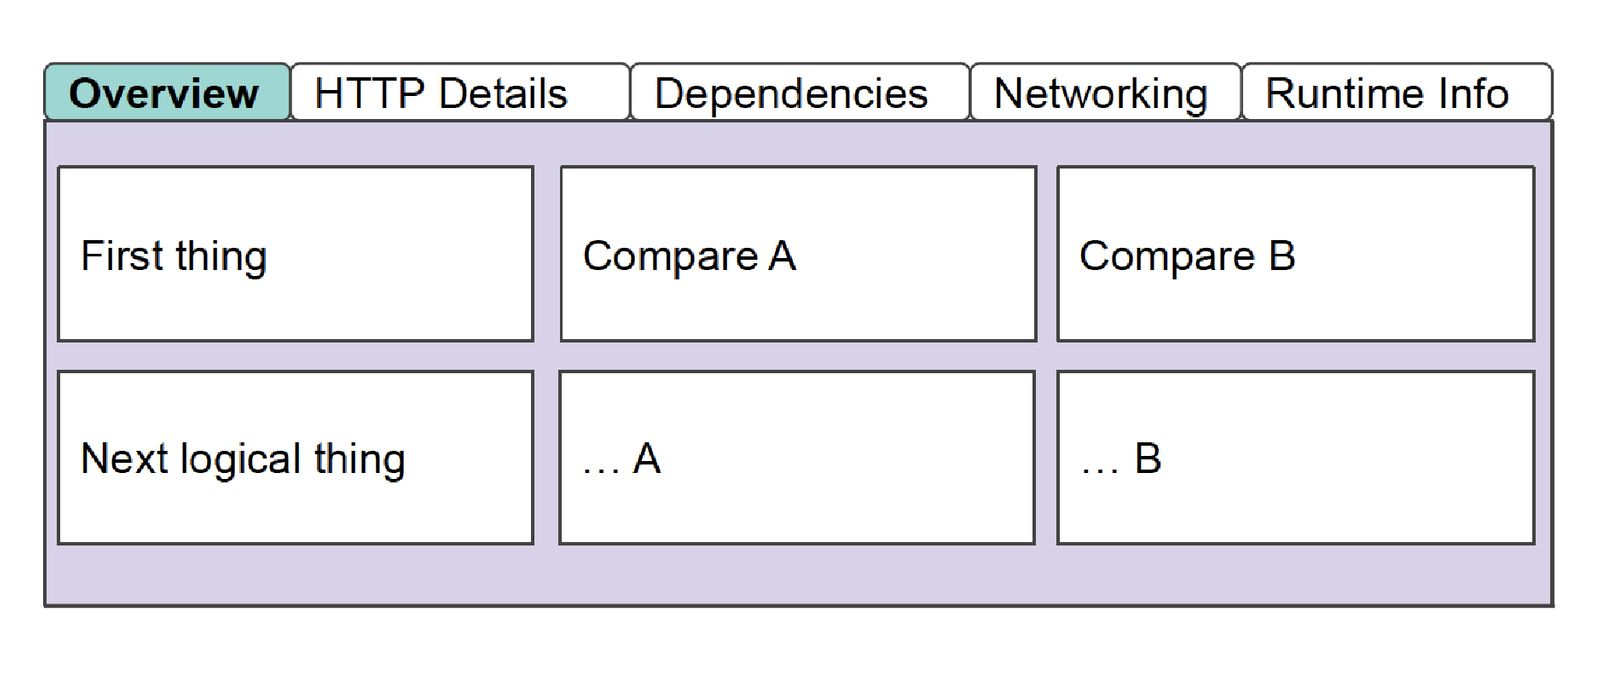 Overview HTTP Details Dependencies Networking Runtime Info
First thing Compare A Compare B
Next logical thing … A … B